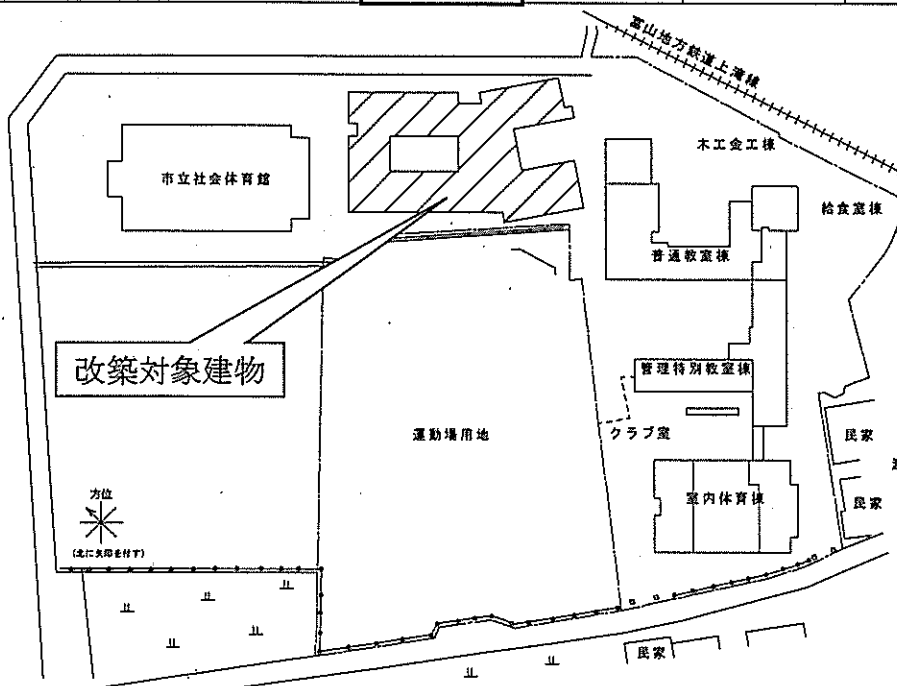 富山地方鉄道上滝線
木工金工棟
市立社会体育館
給食室棟
普通教室棟
改築対象建物
管理特別教室棟
運動場用地
クラブ室
民家
民家
室内体育棟
方位
(北に矢印を付す)
民家